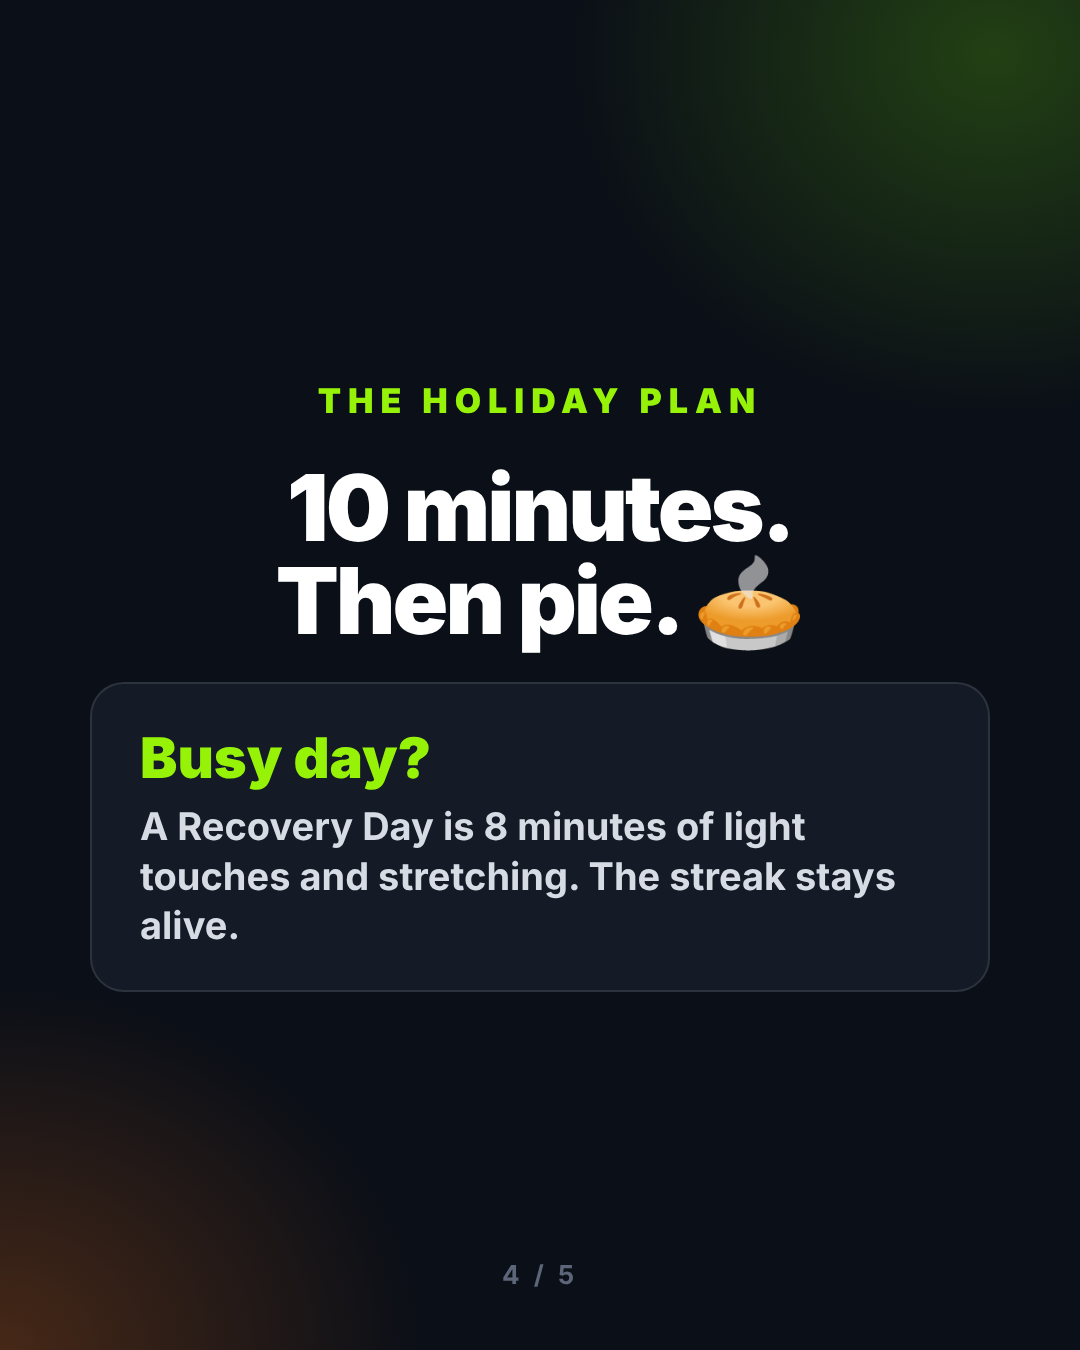 THE HOLIDAY PLAN
10 minutes.
Then pie. 🥧
Busy day?
A Recovery Day is 8 minutes of light
touches and stretching. The streak stays
alive.
4 / 5